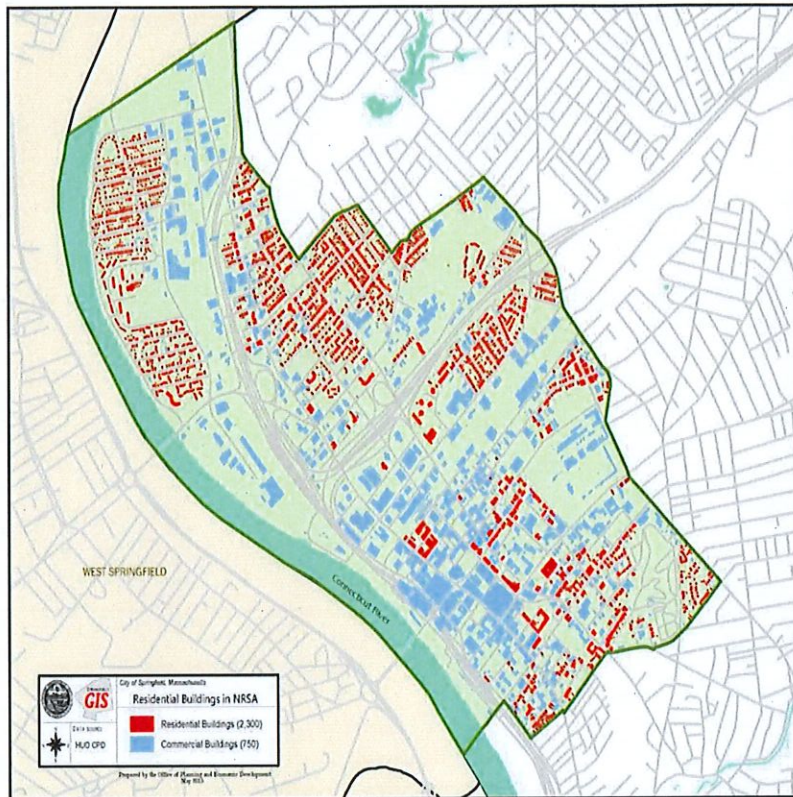 WEST SPRINGFIELD
Connecticut River
City of Springfield, Massachusetts
GIS
Residential Buildings in NRSA
Residential Buildings (2,300)
DATA SOURCE
HUD CPD
Commercial Buildings (750)
Prepared by the Office of Planning and Economic Development